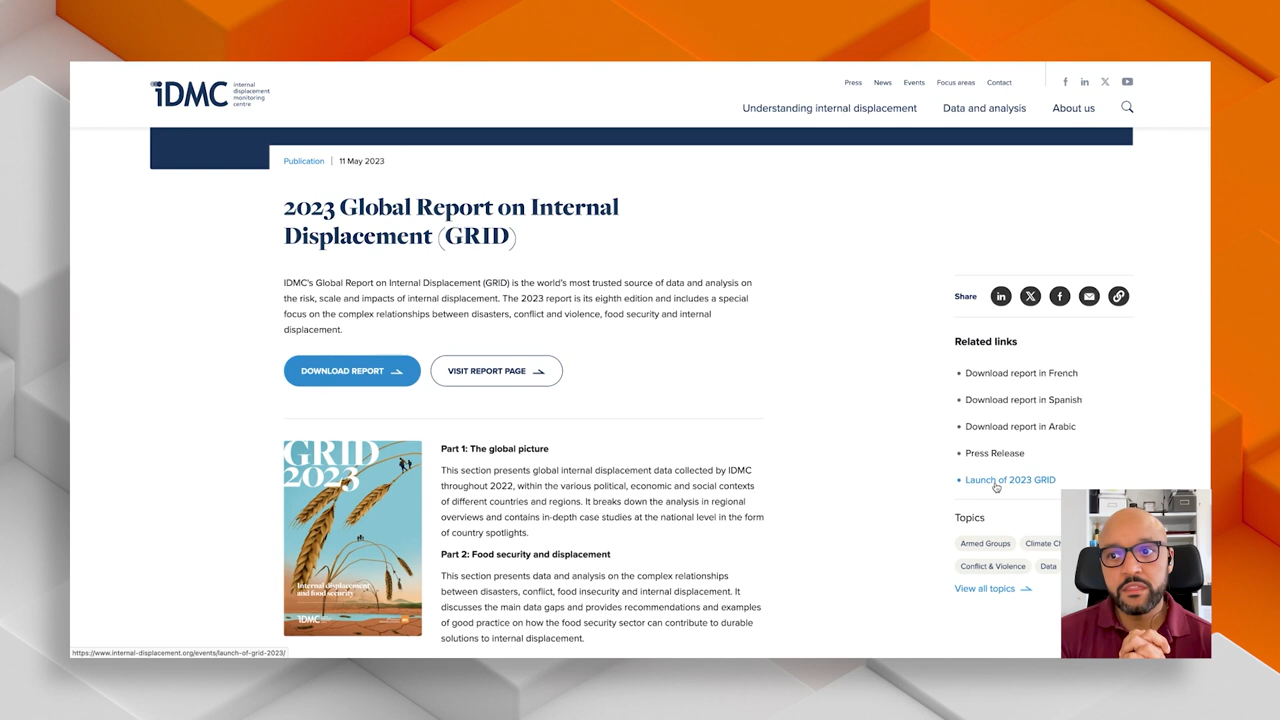 iDMC internal
displacement
monitoring
centre
Press News Events Focus areas Contact
Understanding internal displacement Data and analysis About us
Publication | 11 May 2023
2023 Global Report on Internal
Displacement (GRID)
IDMC's Global Report on Internal Displacement (GRID) is the world's most trusted source of data and analysis on
the risk, scale and impacts of internal displacement. The 2023 report is its eighth edition and includes a special
focus on the complex relationships between disasters, conflict and violence, food security and internal
displacement.
DOWNLOAD REPORT
VISIT REPORT PAGE
GRID
2023
Internal displacement
and food security
iDMC
Part 1: The global picture
This section presents global internal displacement data collected by IDMC
throughout 2022, within the various political, economic and social contexts
of different countries and regions. It breaks down the analysis in regional
overviews and contains in-depth case studies at the national level in the form
of country spotlights.
Part 2: Food security and displacement
This section presents data and analysis on the complex relationships
between disasters, conflict, food insecurity and internal displacement. It
discusses the main data gaps and provides recommendations and examples
of good practice on how the food security sector can contribute to durable
solutions to internal displacement.
Share
Related links
Download report in French
Download report in Spanish
Download report in Arabic
Press Release
Launch of 2023 GRID
Topics
Armed Groups Climate Ch
Conflict & Violence Data
View all topics
https://www.internal-displacement.org/events/launch-of-grid-2023/